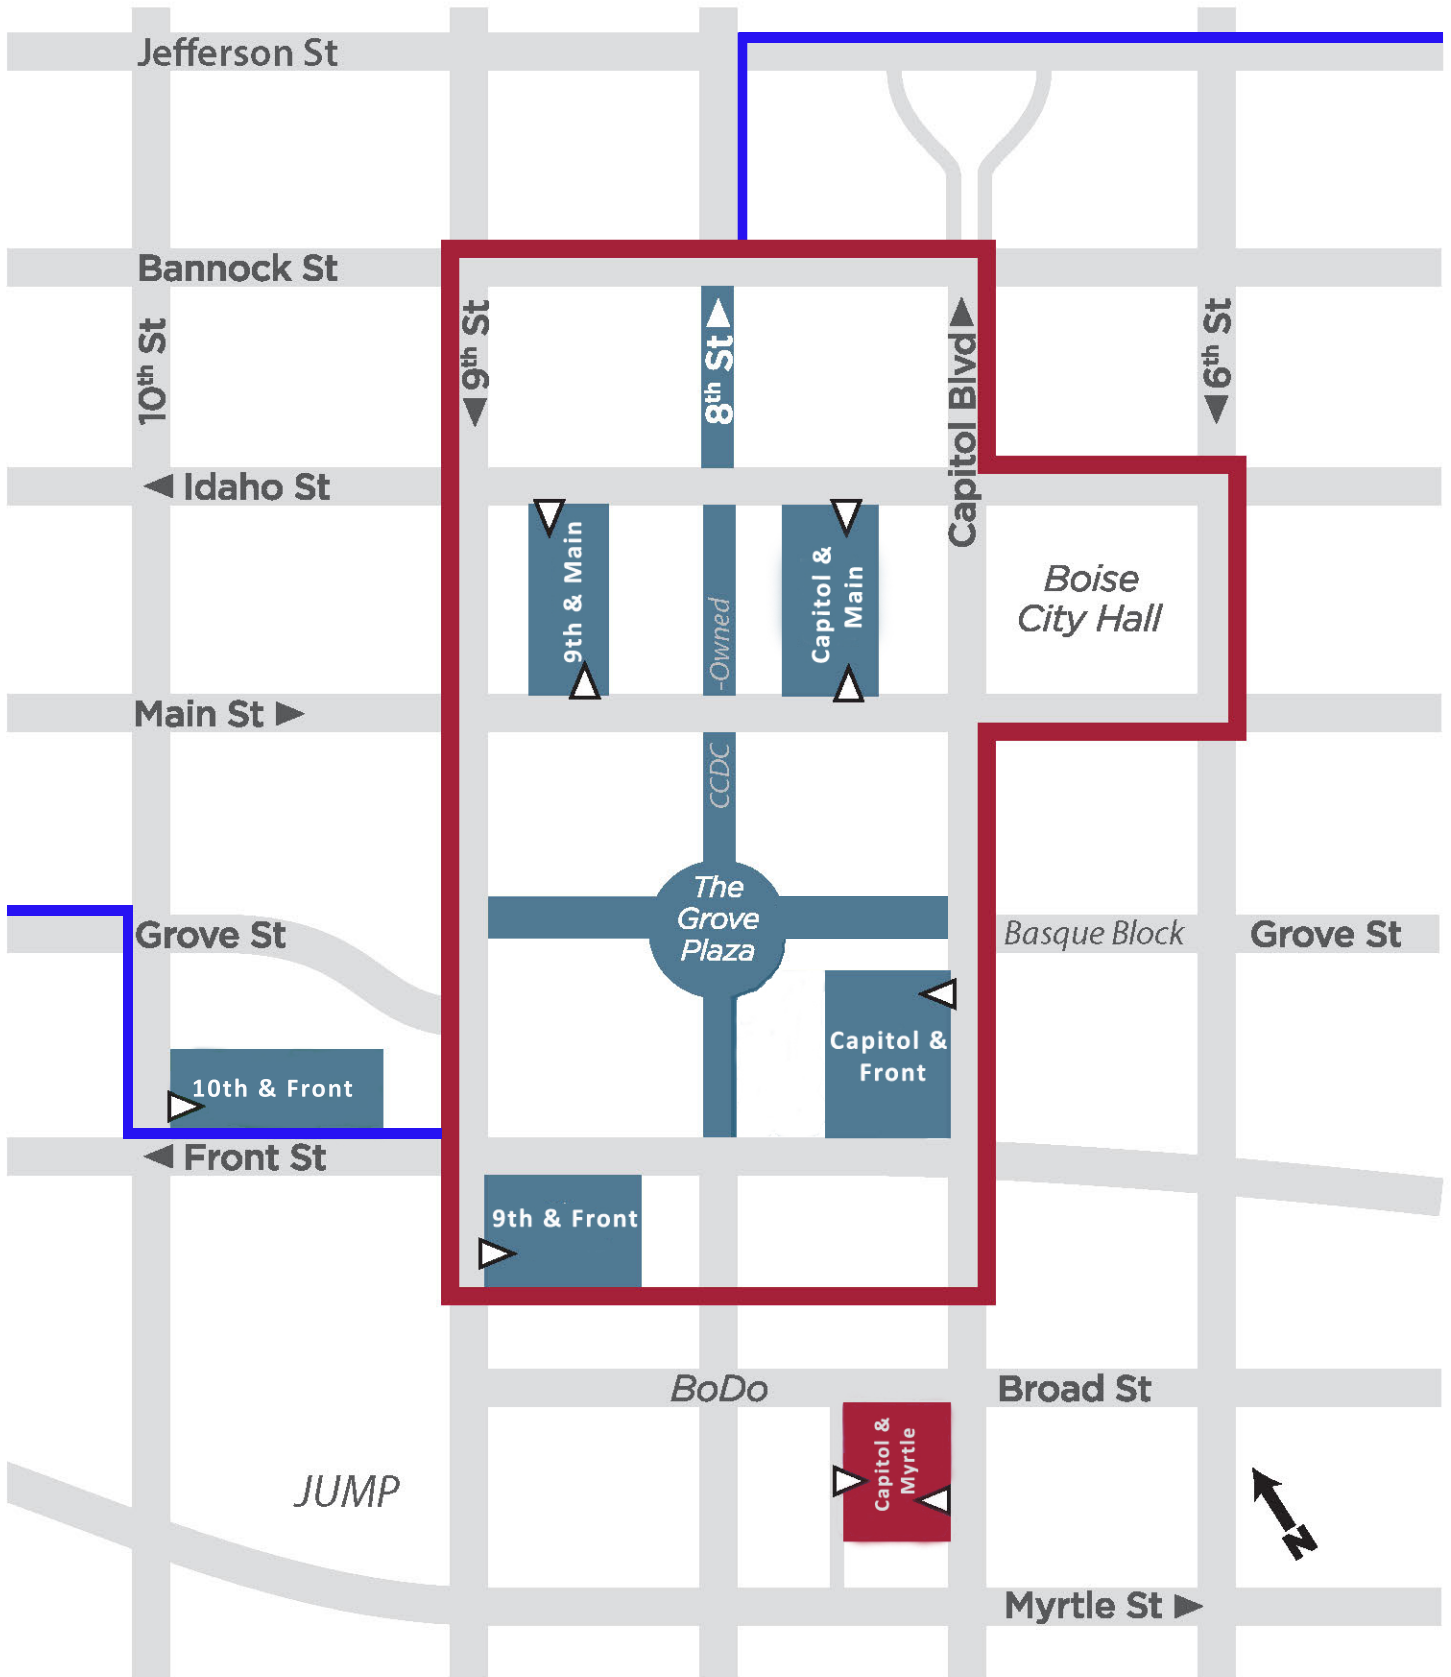 Jefferson St
Bannock St
10th St
9th St
8th St
Capitol Blvd
6th St
Idaho St
9th & Main
Capitol &
Main
Boise
City Hall
-Owned
Main St
CCDC
The
Grove
Plaza
Grove St
Basque Block
Grove St
Capitol &
Front
10th & Front
Front St
9th & Front
BoDo
Broad St
Capitol &
Myrtle
JUMP
N
Myrtle St